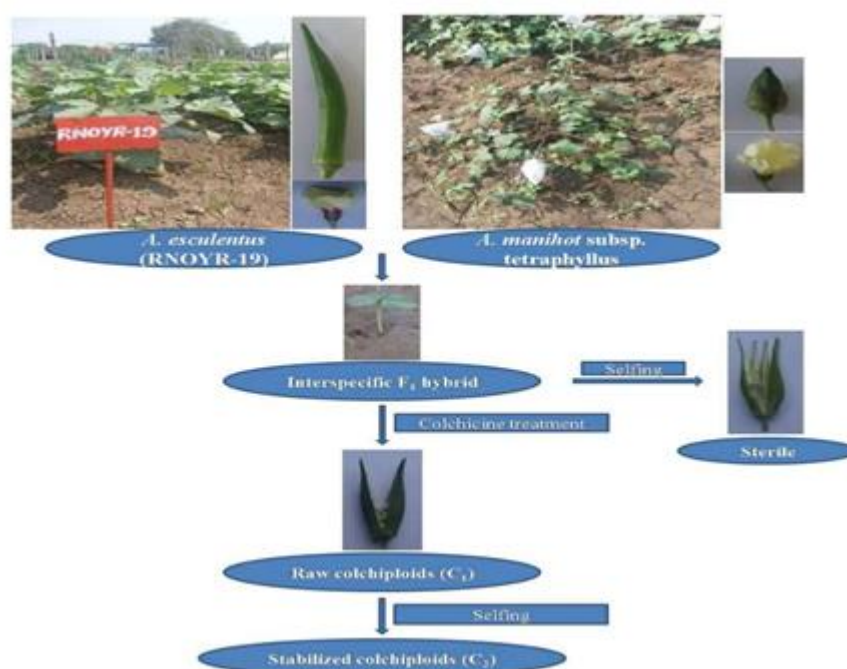 RNOYR-19
A. esculentus
(RNOYR-19)
A. manihot subsp.
tetraphyllus
Interspecific F₁ hybrid
Selfing
Sterile
Colchicine treatment
Raw colchiploids (C₁)
Selfing
Stabilized colchiploids (C₂)